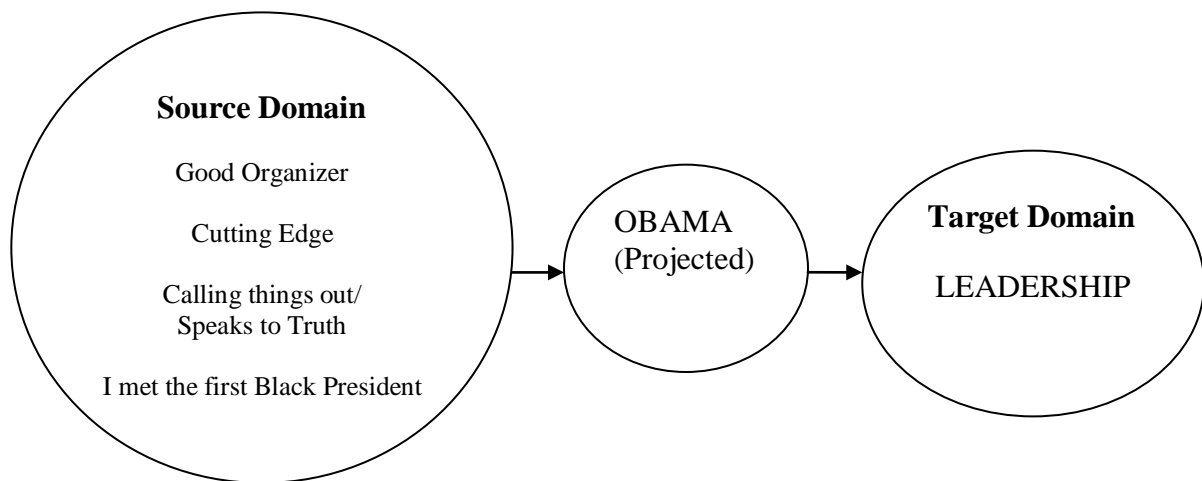 Source Domain
Good Organizer
Cutting Edge
Calling things out/
Speaks to Truth
I met the first Black President
OBAMA
(Projected)
Target Domain
LEADERSHIP